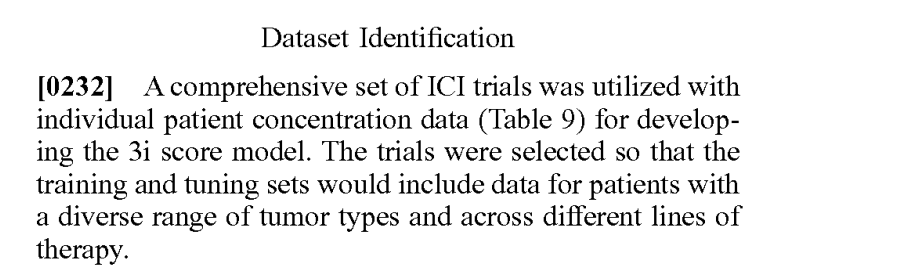 Dataset Identification
[0232] A comprehensive set of ICI trials was utilized with
individual patient concentration data (Table 9) for develop-
ing the 3i score model. The trials were selected so that the
training and tuning sets would include data for patients with
a diverse range of tumor types and across different lines of
therapy.